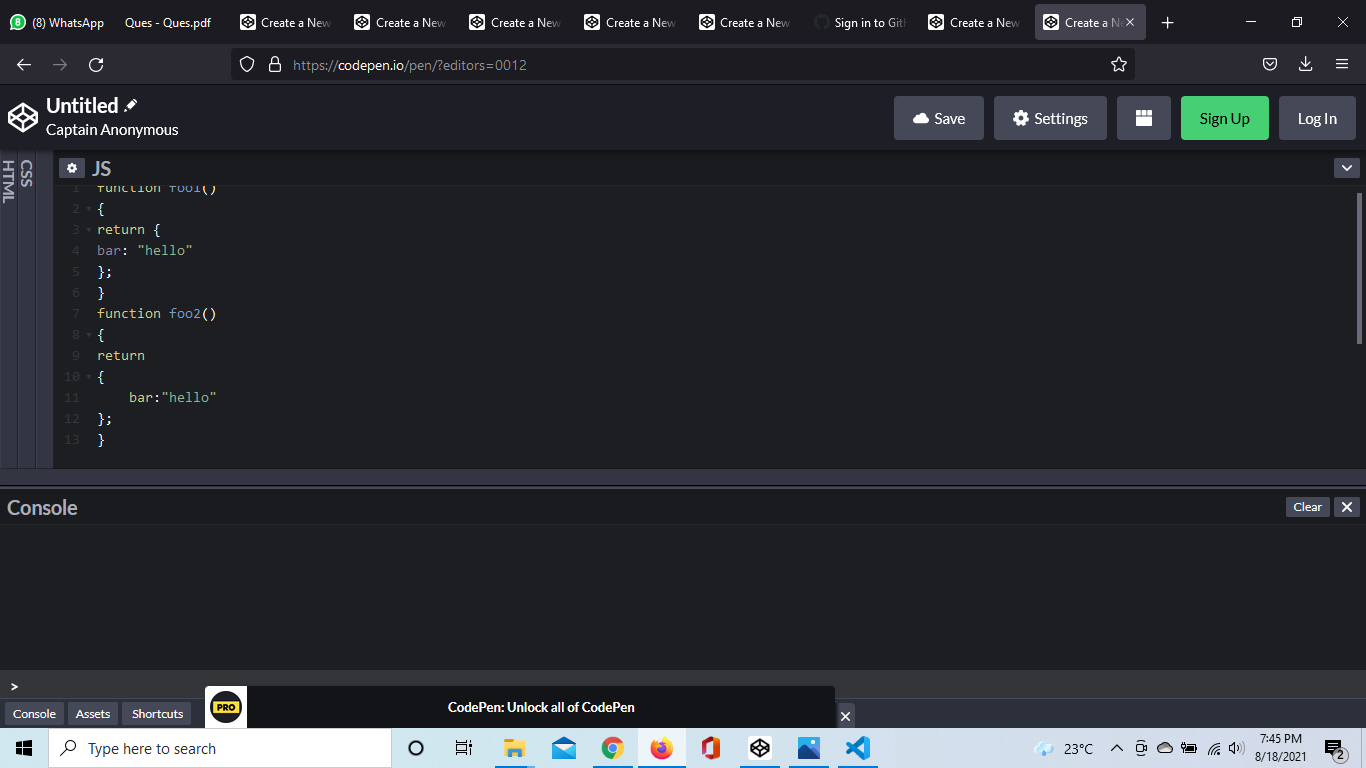 (8) WhatsApp
Ques - Ques.pdf
Create a New
Create a New
Create a New
Create a New
Create a New
Sign in to Git
Create a New
Create a N
https://codepen.io/pen/?editors=0012
Untitled
Captain Anonymous
Save
Settings
Sign Up
Log In
HTML
CSS
JS
1 function foo1()
2 {
3 return {
4 bar: "hello"
5 };
6 }
7 function foo2()
8 {
9 return
10 {
11 bar:"hello"
12 };
13 }
Console
Clear
>
Console
Assets
Shortcuts
PRO
CodePen: Unlock all of CodePen
Type here to search
23°C
7:45 PM
8/18/2021
2